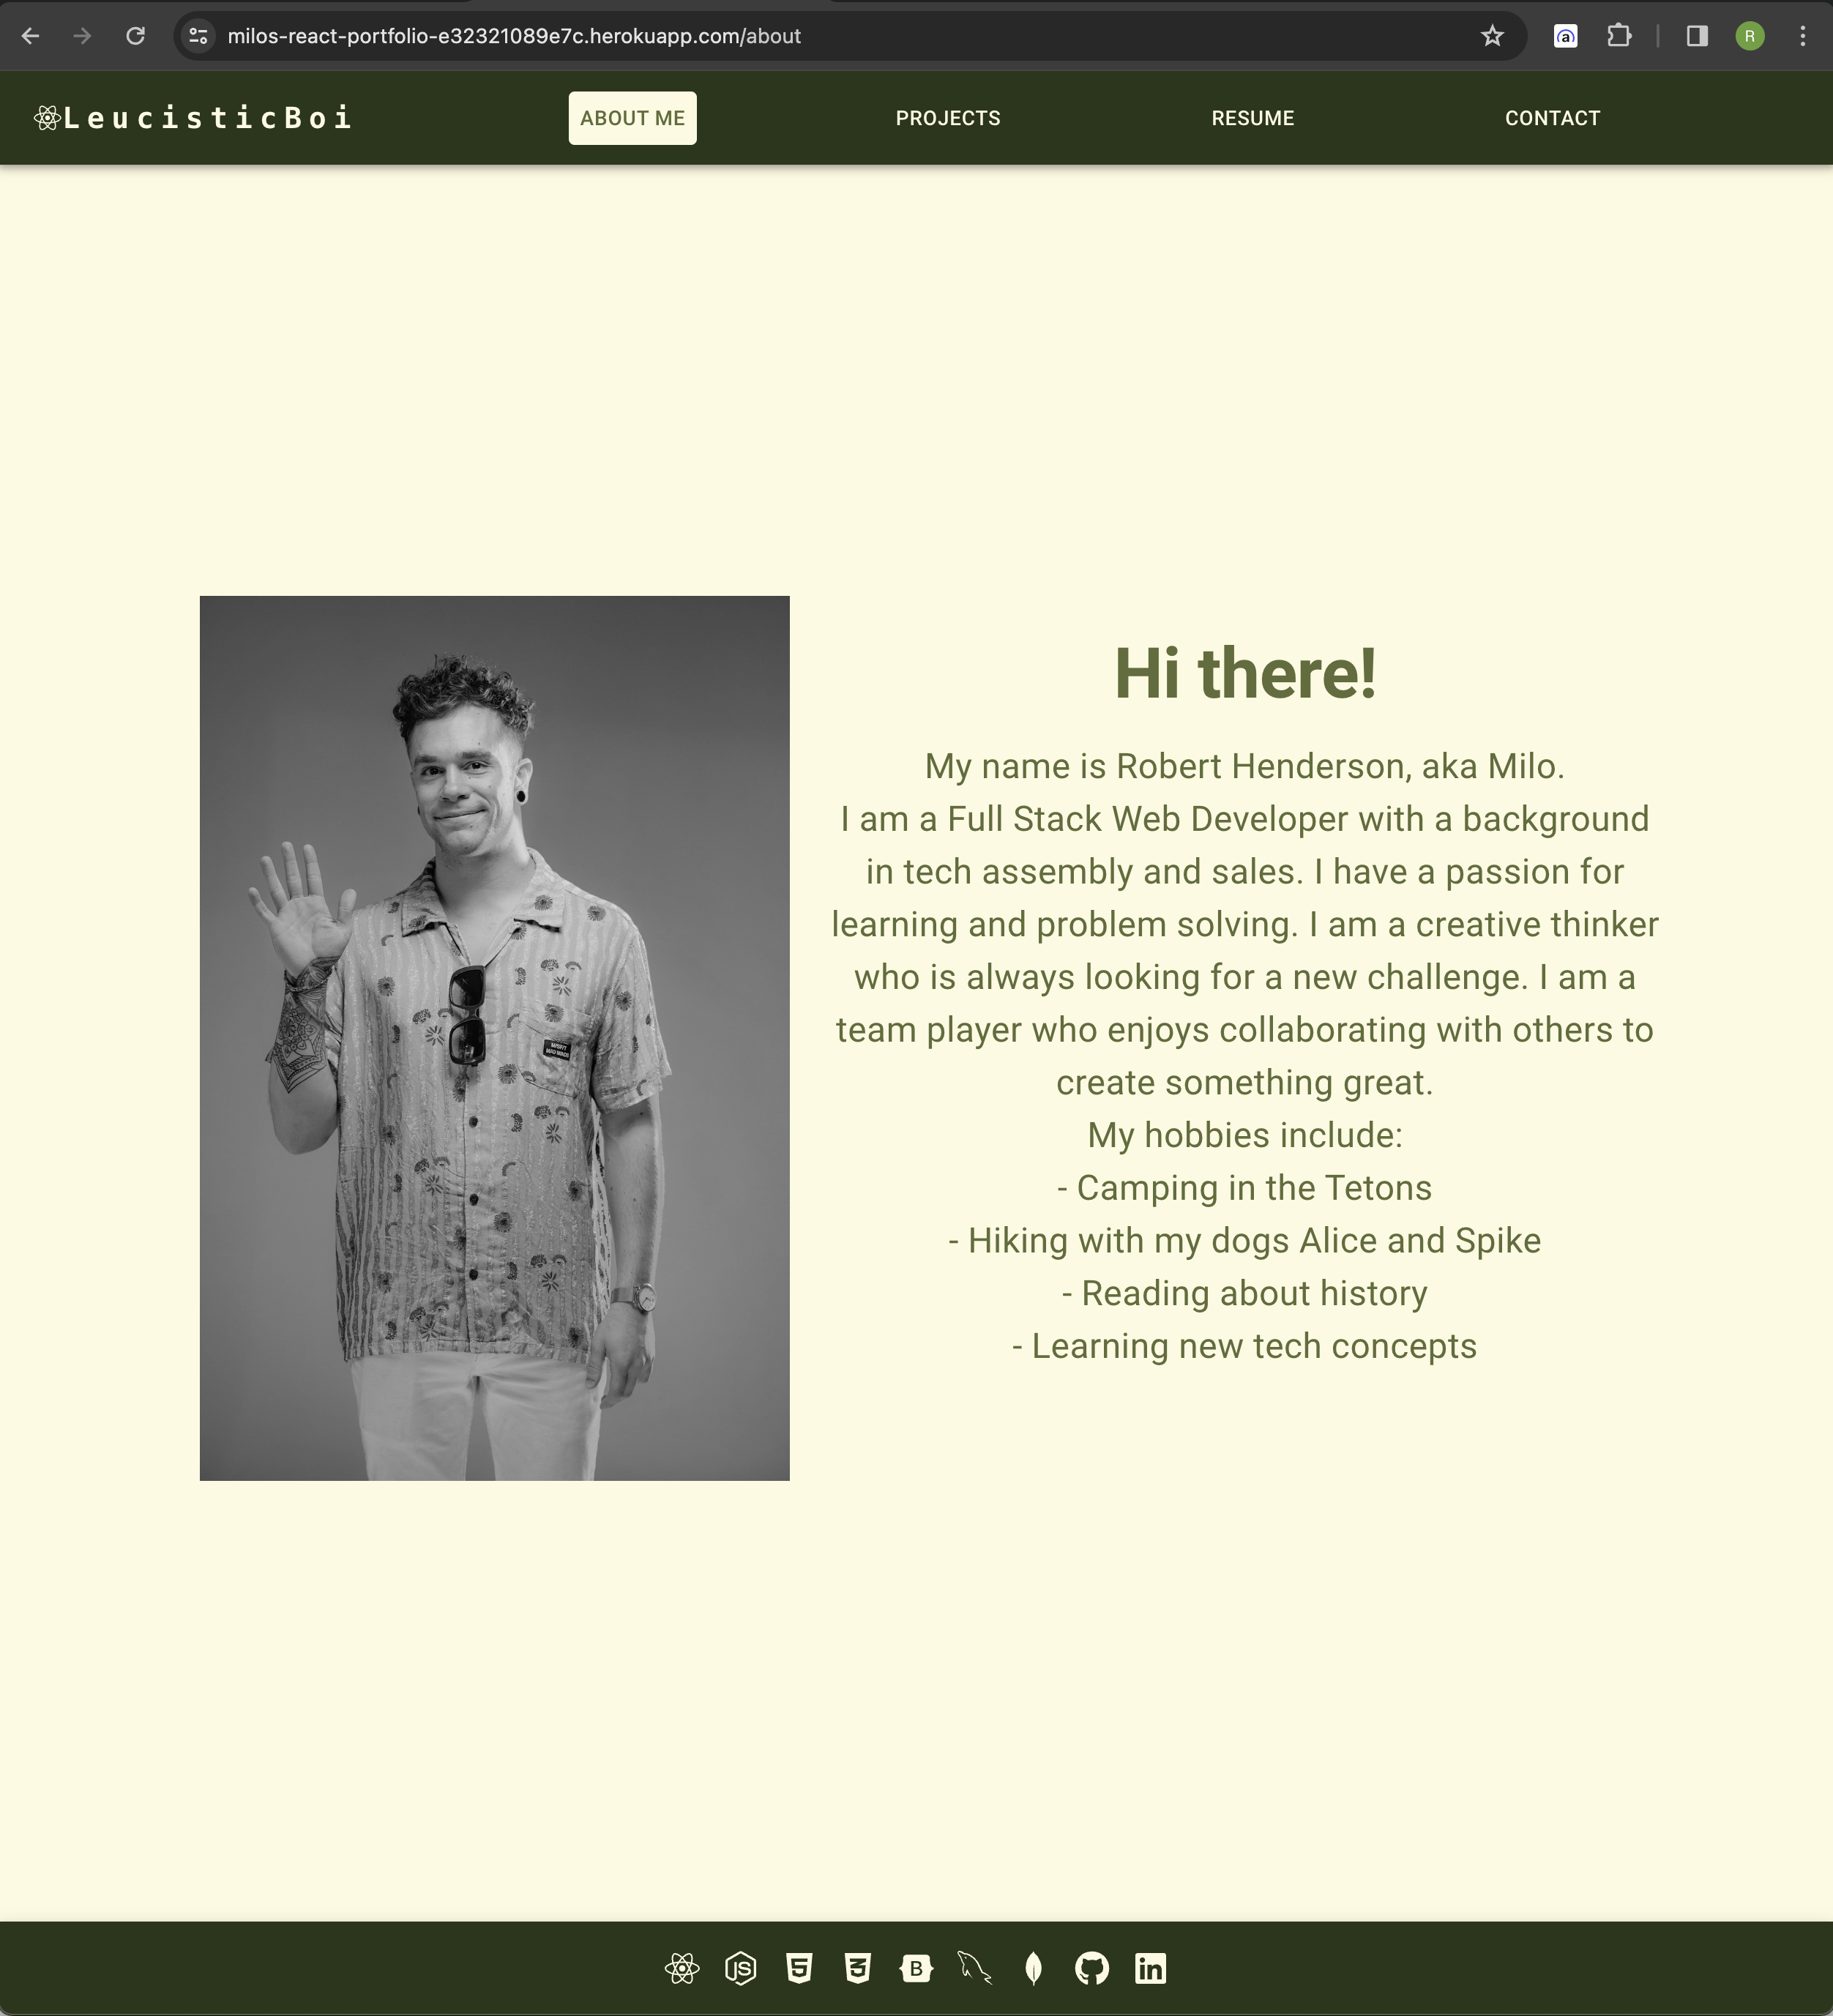 milos-react-portfolio-e32321089e7c.herokuapp.com/about
a
R
LeucisticBoi
ABOUT ME
PROJECTS
RESUME
CONTACT
Hi there!
My name is Robert Henderson, aka Milo.
I am a Full Stack Web Developer with a background
in tech assembly and sales. I have a passion for
learning and problem solving. I am a creative thinker
who is always looking for a new challenge. I am a
team player who enjoys collaborating with others to
create something great.
My hobbies include:
- Camping in the Tetons
- Hiking with my dogs Alice and Spike
- Reading about history
- Learning new tech concepts
JS
5
3
B
in